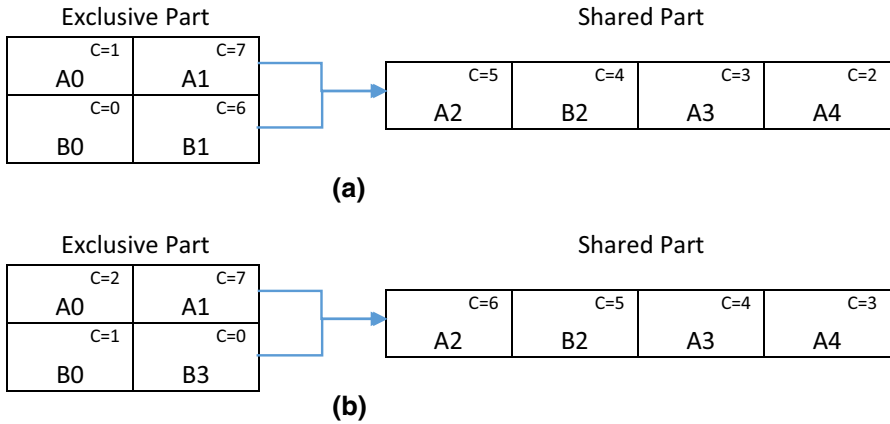 Exclusive Part Shared Part
C=1 C=7 C=5 C=4 C=3 C=2
A0 A1 A2 B2 A3 A4
C=0 C=6
B0 B1
(a)
Exclusive Part Shared Part
C=2 C=7 C=6 C=5 C=4 C=3
A0 A1 A2 B2 A3 A4
C=1 C=0
B0 B3
(b)